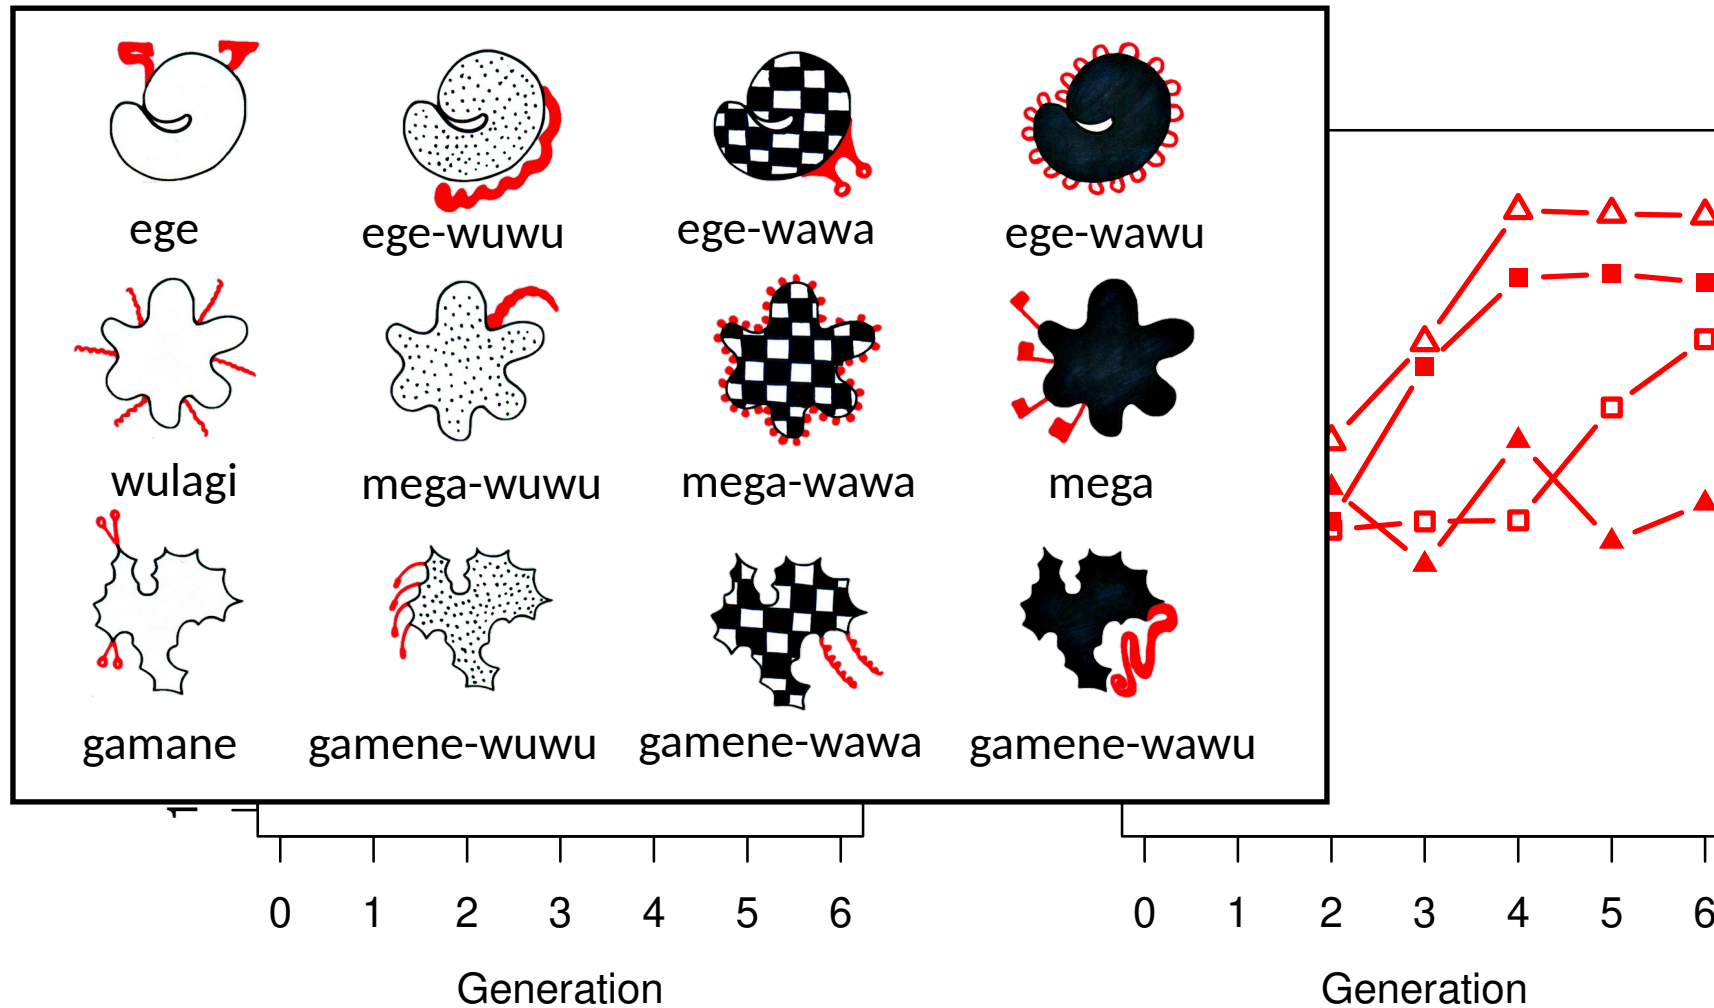 ege ege-wuwu ege-wawa ege-wawu
wulagi mega-wuwu mega-wawa mega
gamane gamene-wuwu gamene-wawa gamene-wawu
0 1 2 3 4 5 6 0 1 2 3 4 5 6
Generation Generation